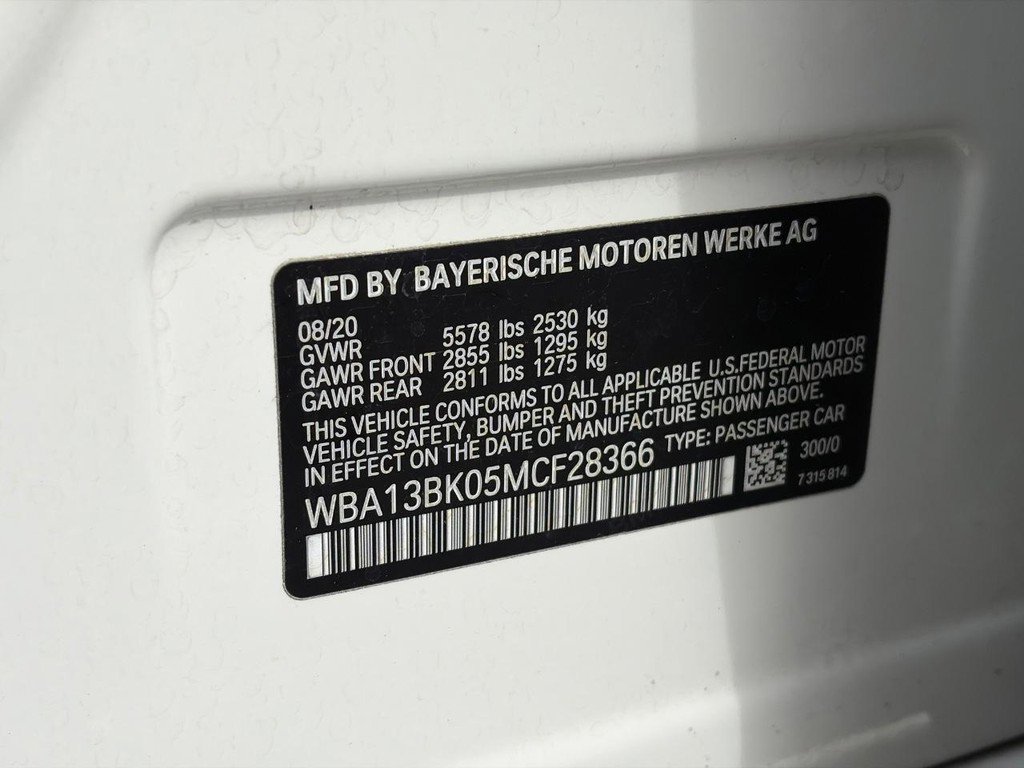 MFD BY BAYERISCHE MOTOREN WERKE AG
08/20
GVWR 5578 lbs 2530 kg
GAWR FRONT 2855 lbs 1295 kg
GAWR REAR 2811 lbs 1275 kg
THIS VEHICLE CONFORMS TO ALL APPLICABLE U.S.FEDERAL MOTOR
VEHICLE SAFETY, BUMPER AND THEFT PREVENTION STANDARDS
IN EFFECT ON THE DATE OF MANUFACTURE SHOWN ABOVE.
WBA13BK05MCF28366 TYPE: PASSENGER CAR
300/0
7 315 814